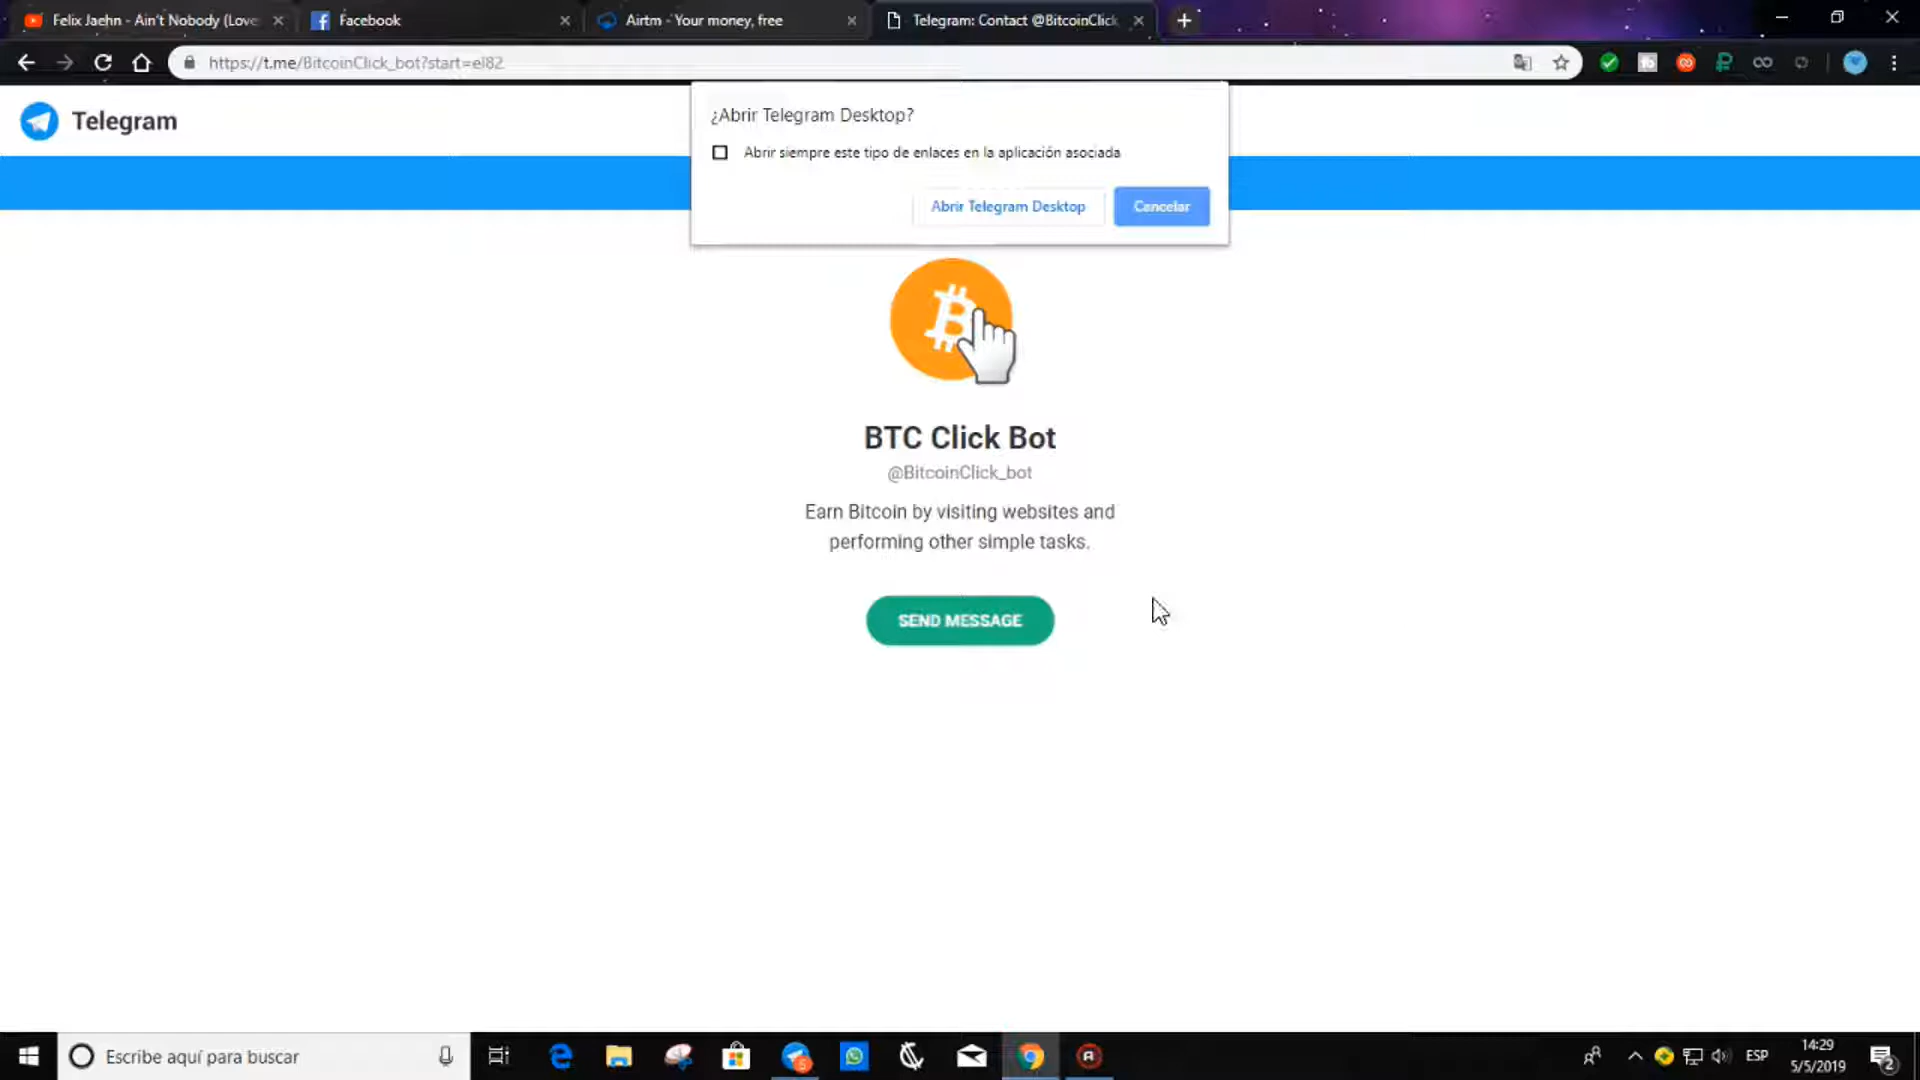 Felix Jaehn - Ain't Nobody (Love
Facebook
Airtm - Your money, free
Telegram: Contact @BitcoinClick
https://t.me/BitcoinClick_bot?start=el82
Telegram
¿Abrir Telegram Desktop?
Abrir siempre este tipo de enlaces en la aplicación asociada
Abrir Telegram Desktop
Cancelar
BTC Click Bot
@BitcoinClick_bot
Earn Bitcoin by visiting websites and
performing other simple tasks.
SEND MESSAGE
Escribe aquí para buscar
ESP
14:29
5/5/2019
2